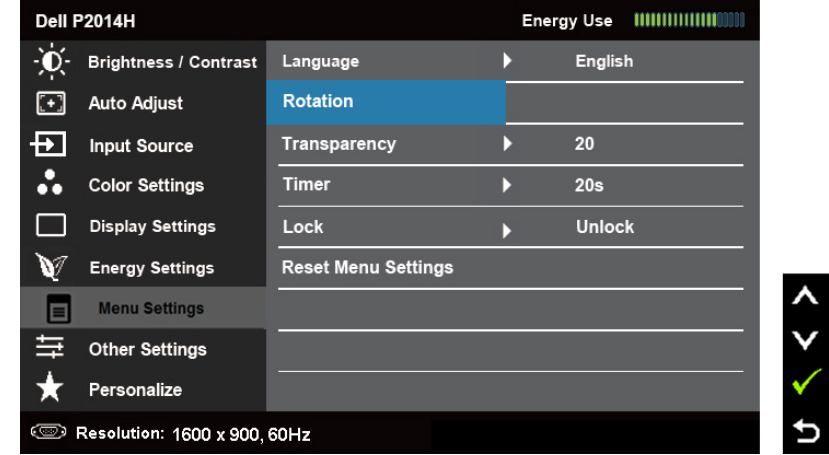 Dell P2014H Energy Use
Brightness / Contrast Language English
Auto Adjust Rotation
Input Source Transparency 20
Color Settings Timer 20s
Display Settings Lock Unlock
Energy Settings Reset Menu Settings
Menu Settings
Other Settings
Personalize
Resolution: 1600 x 900, 60Hz